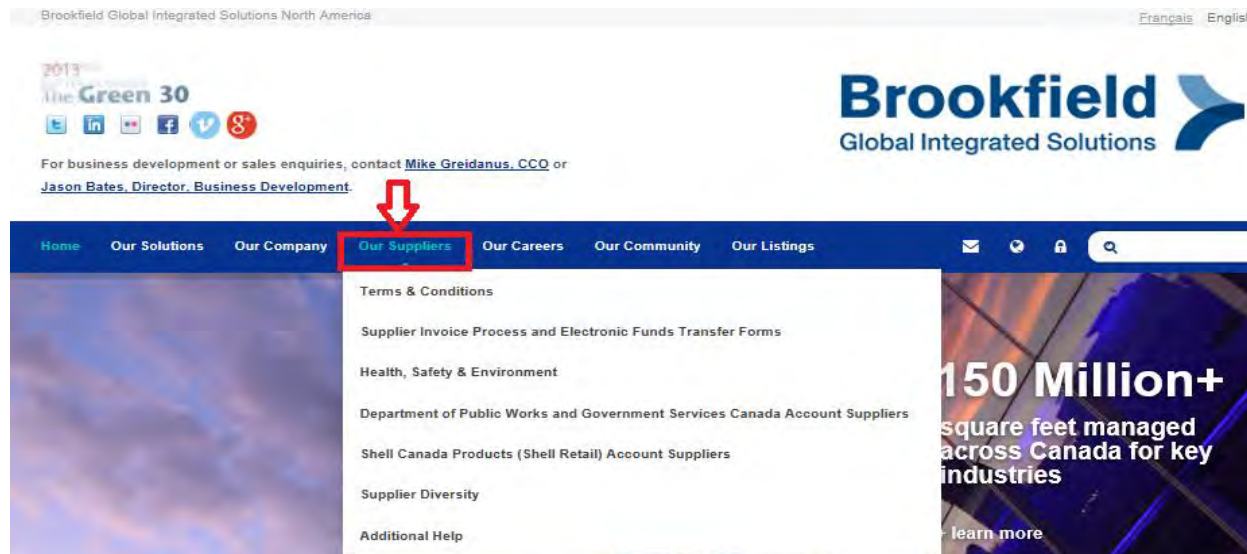 Brookfield Global Integrated Solutions North America
Français English
2013
The Green 30
Brookfield
Global Integrated Solutions
For business development or sales enquiries, contact Mike Greidanus, CCO or
Jason Bates, Director, Business Development.
Home Our Solutions Our Company Our Suppliers Our Careers Our Community Our Listings
Terms & Conditions
Supplier Invoice Process and Electronic Funds Transfer Forms
Health, Safety & Environment
Department of Public Works and Government Services Canada Account Suppliers
Shell Canada Products (Shell Retail) Account Suppliers
Supplier Diversity
Additional Help
150 Million+
square feet managed
across Canada for key
industries
learn more